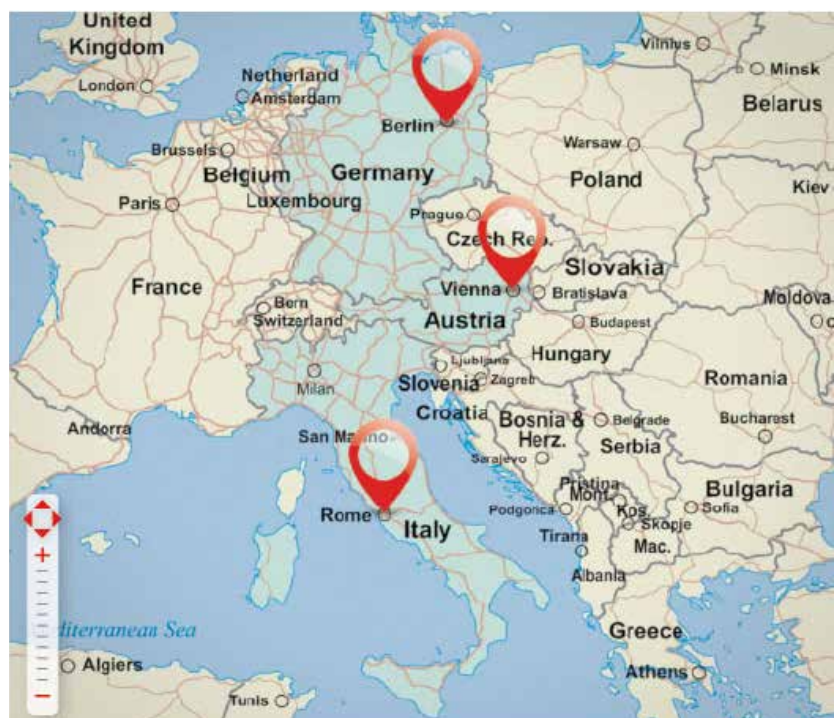 United
Kingdom
London
Netherland
Amsterdam
Vilnius
Minsk
Belarus
Berlin
Brussels
Belgium
Germany
Warsaw
Poland
Luxembourg
Paris
Prague
Czech Rep.
Kiev
France
Vienna
Slovakia
Bratislava
Bern
Switzerland
Austria
Moldova
Budapest
Hungary
Milan
Ljubljana
Slovenia
Zagreb
Romania
Croatia
Andorra
San Marino
Bosnia &
Herz.
Belgrade
Bucharest
Serbia
Sarajevo
Pristina
Mont.
Kos.
Bulgaria
Podgorica
Sofia
Rome
Italy
Skopje
Tirana
Mac.
Albania
diterranean Sea
Greece
Algiers
Athens
Tunis
+
−